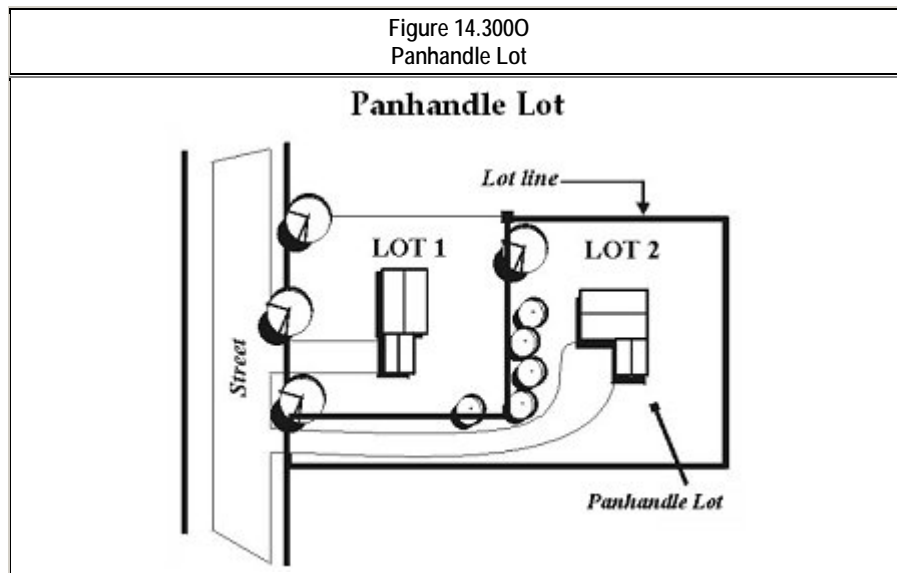 Figure 14.300O
Panhandle Lot
Panhandle Lot
Lot line
LOT 1
LOT 2
Street
Panhandle Lot